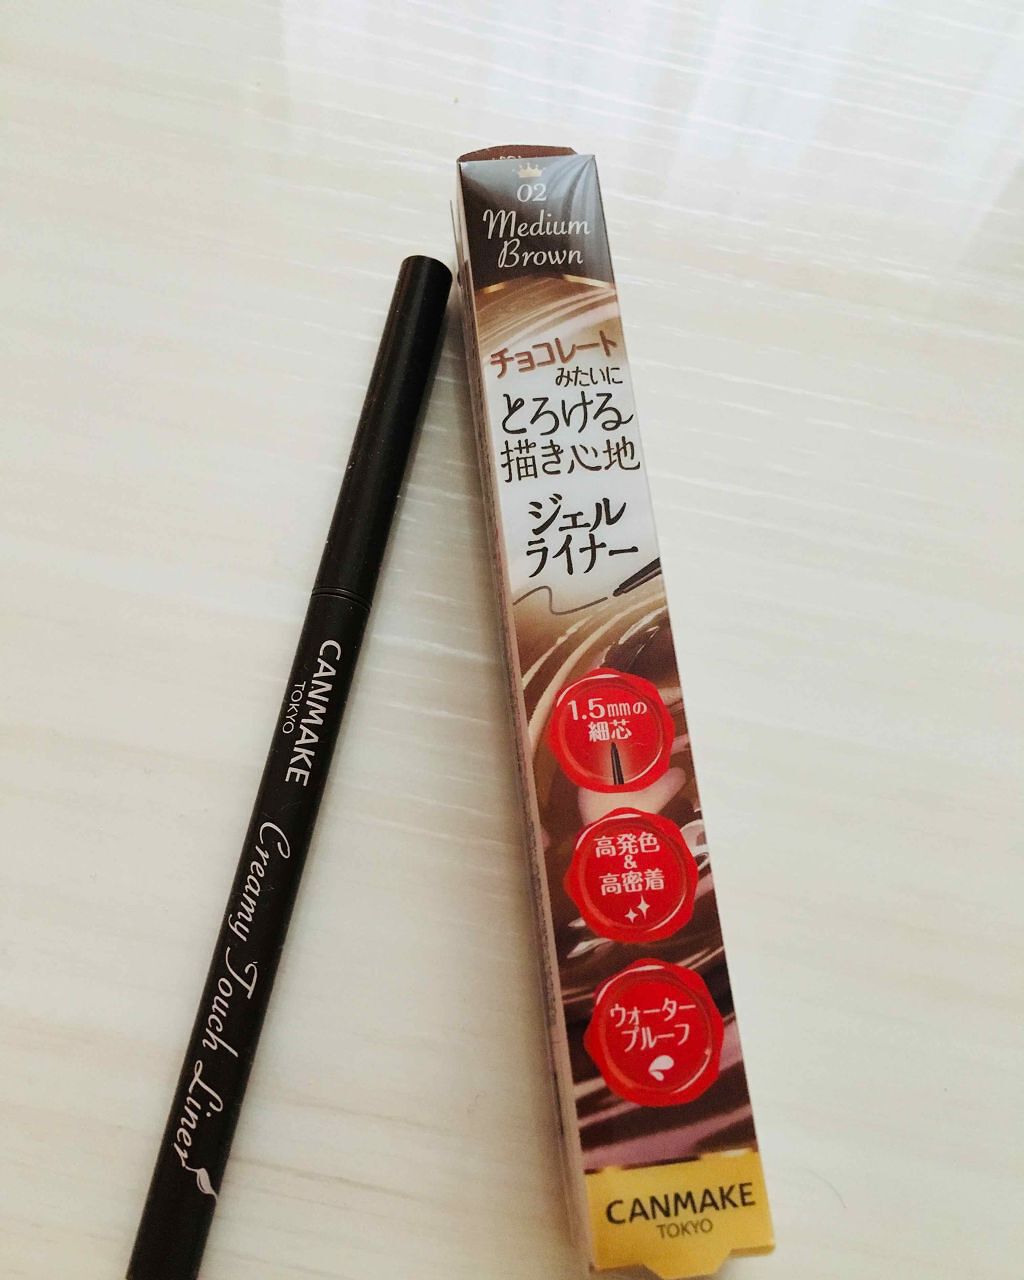 02
Medium
Brown
チョコレート
みたいに
とろける
描き心地
ジェル
ライナー
1.5mmの
細芯
高発色
&
高密着
ウォーター
プルーフ
CANMAKE
TOKYO
CANMAKE
TOKYO
Creamy Touch Liner